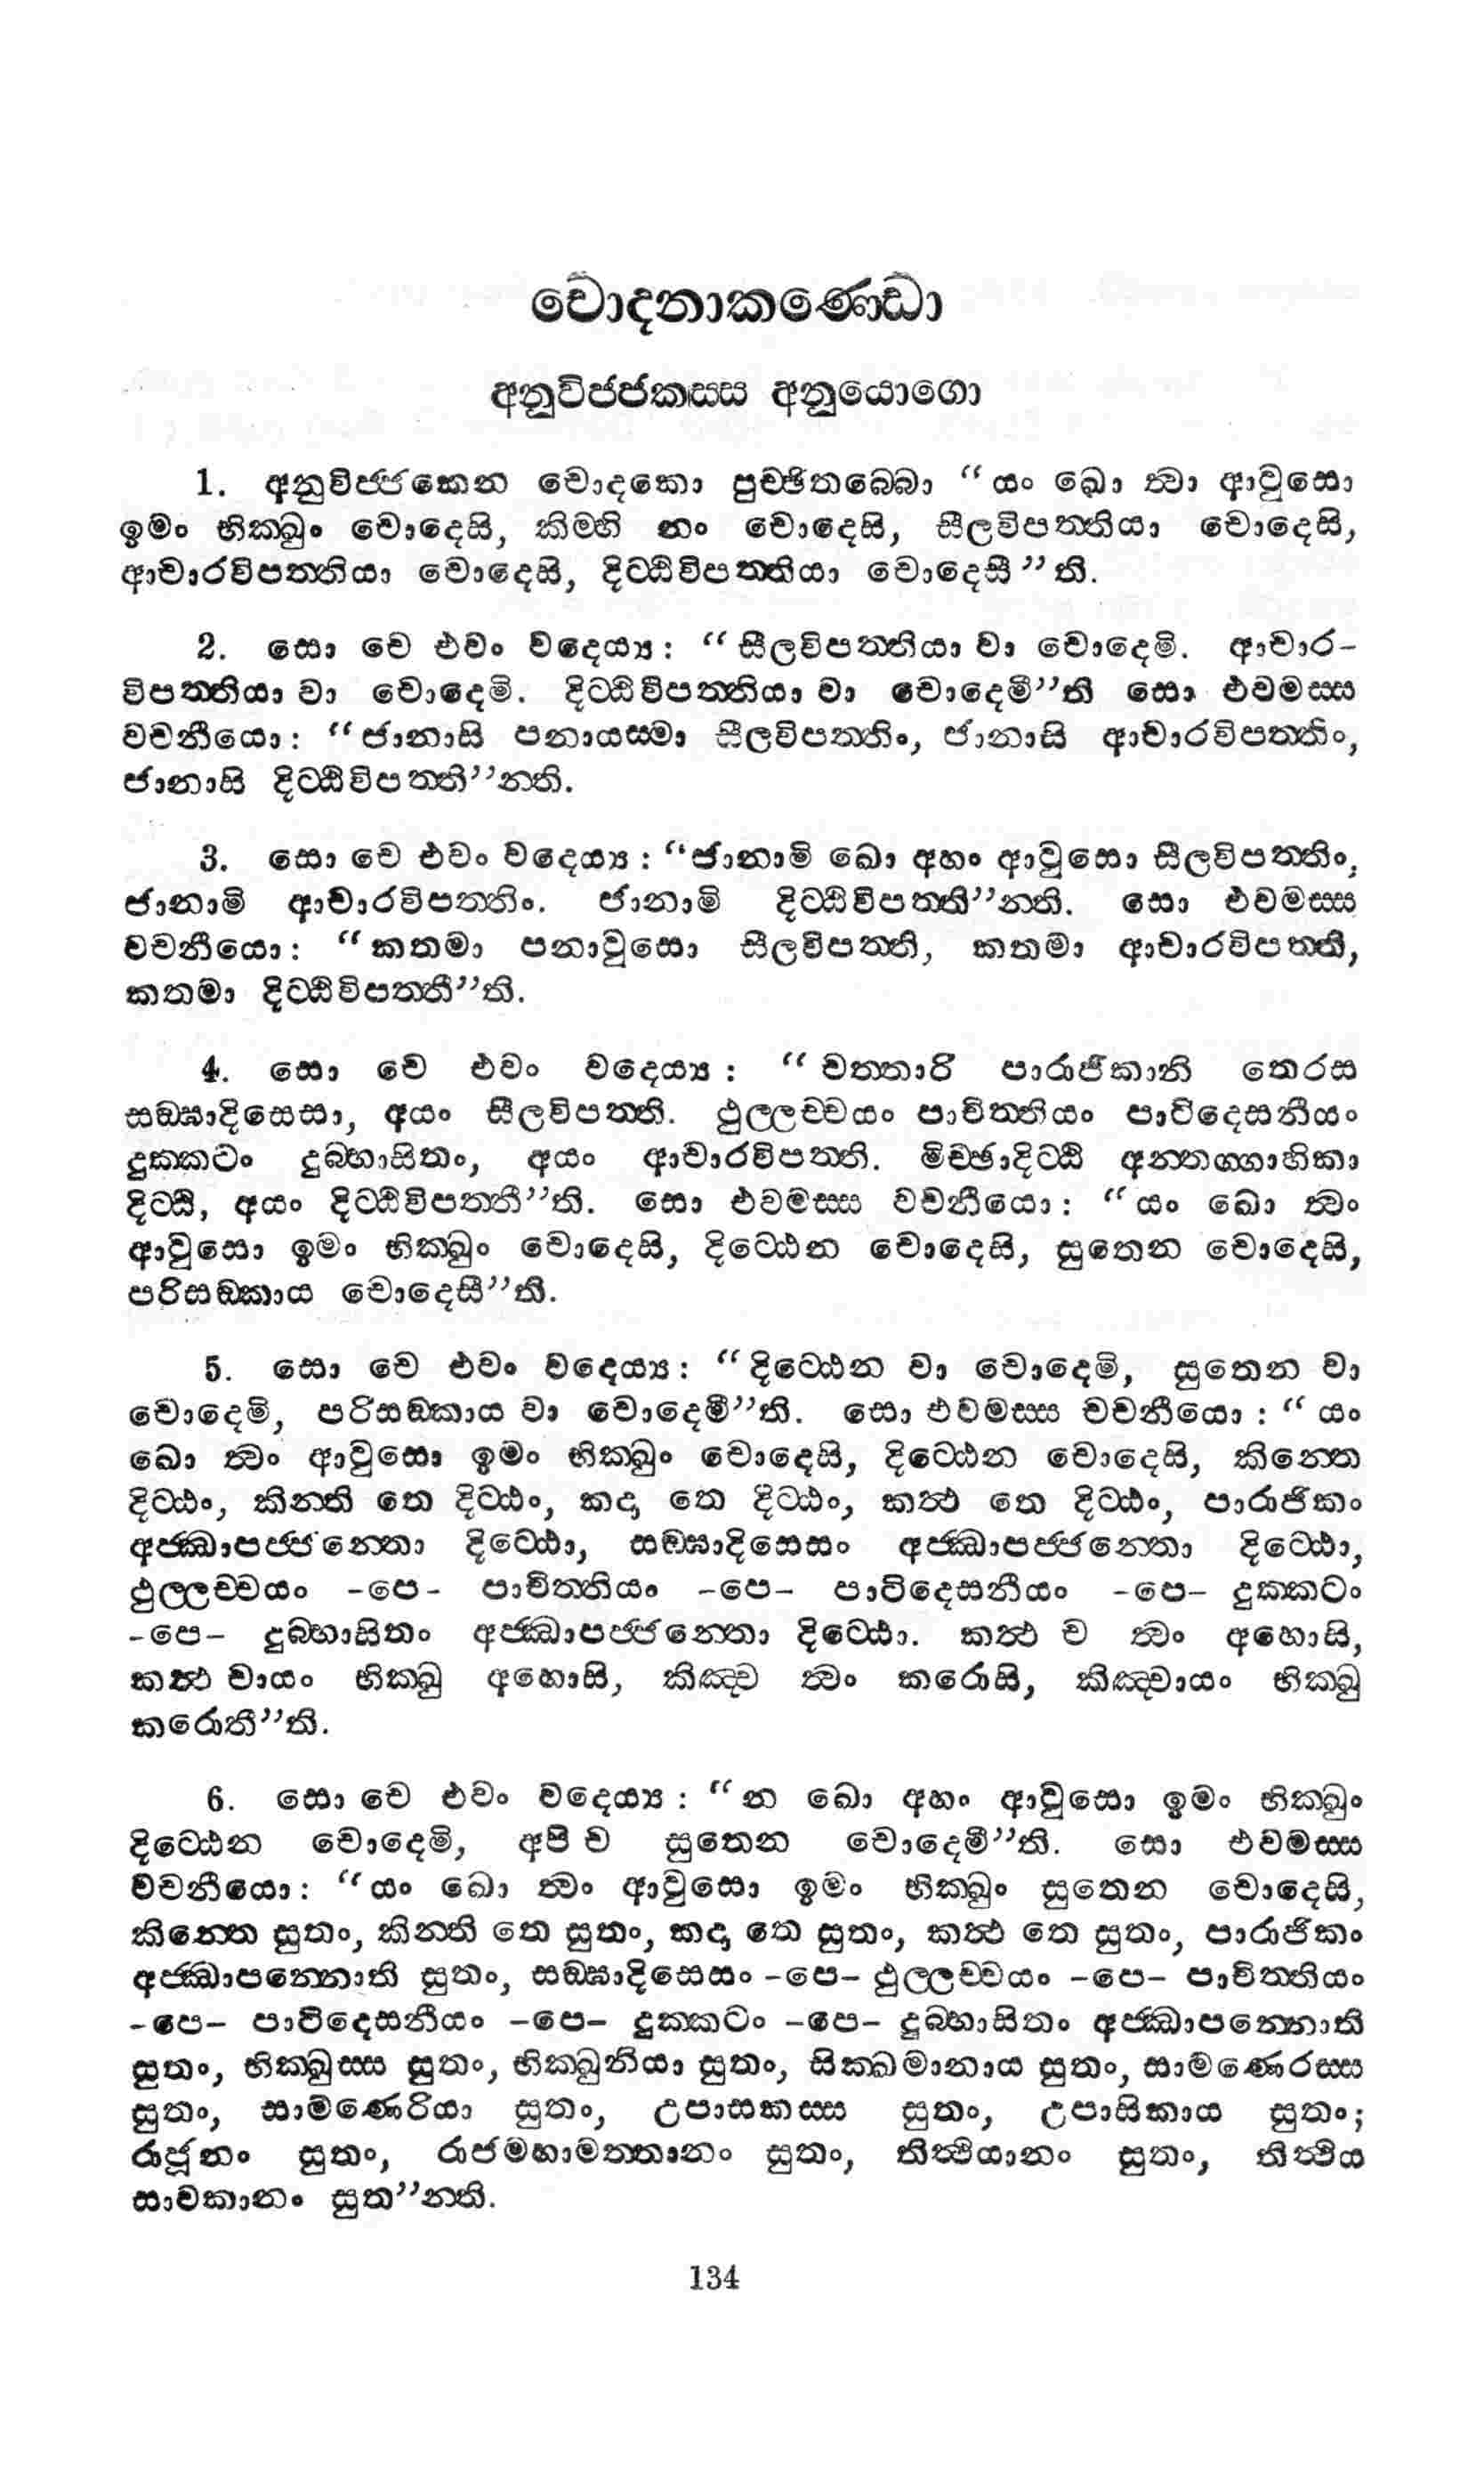 චොදනාකණ්ඩො
අනුවිජ්ජකස්ස අනුයොගො
1. අනුවිජ්ජකෙන චොදකො පුච්ඡිතබ්බො “යං ඛො ත්වා ආවුසො
ඉමං භික්ඛුං චොදෙසි, කිම්හි නං චොදෙසි, සීලවිපත්තියා චොදෙසි,
ආචාරවිපත්තියා චොදෙසි, දිට්ඨිවිපත්තියා චොදෙසී”ති.
2. සො චෙ එවං වදෙය්‍ය: “සීලවිපත්තියා වා චොදෙමි. ආචාර-
විපත්තියා වා චොදෙමි. දිට්ඨිවිපත්තියා වා චොදෙමී”ති සො එවමස්ස
වචනීයො: “ජානාසි පනායස්මා සීලවිපත්තිං, ජානාසි ආචාරවිපත්තිං,
ජානාසි දිට්ඨිවිපත්ති”න්ති.
3. සො චෙ එවං වදෙය්‍ය: “ජානාමි ඛො අහං ආවුසො සීලවිපත්තිං,
ජානාමි ආචාරවිපත්තිං. ජානාමි දිට්ඨිවිපත්ති”න්ති. සො එවමස්ස
වචනීයො: “කතමා පනාවුසො සීලවිපත්ති, කතමා ආචාරවිපත්ති,
කතමා දිට්ඨිවිපත්තී”ති.
4. සො චෙ එවං වදෙය්‍ය: “චත්තාරි පාරාජිකානි තෙරස
සඞ්ඝාදිසෙසා, අයං සීලවිපත්ති. ථුල්ලච්චයං පාචිත්තියං පාටිදෙසනීයං
දුක්කටං දුබ්භාසිතං, අයං ආචාරවිපත්ති. මිච්ඡාදිට්ඨි අන්තග්ගාහිකා
දිට්ඨි, අයං දිට්ඨිවිපත්තී”ති. සො එවමස්ස වචනීයො: “යං ඛො ත්වං
ආවුසො ඉමං භික්ඛුං චොදෙසි, දිට්ඨෙන චොදෙසි, සුතෙන චොදෙසි,
පරිසඞ්කාය චොදෙසී”ති.
5. සො චෙ එවං වදෙය්‍ය: “දිට්ඨෙන වා චොදෙමි, සුතෙන වා
චොදෙමි, පරිසඞ්කාය වා චොදෙමී”ති. සො එවමස්ස වචනීයො: “යං
ඛො ත්වං ආවුසො ඉමං භික්ඛුං චොදෙසි, දිට්ඨෙන චොදෙසි, කින්තෙ
දිට්ඨං, කින්ති තෙ දිට්ඨං, කදා තෙ දිට්ඨං, කත්ථ තෙ දිට්ඨං, පාරාජිකං
අජ්ඣාපජ්ජන්තො දිට්ඨො, සඞ්ඝාදිසෙසං අජ්ඣාපජ්ජන්තො දිට්ඨො,
ථුල්ලච්චයං -පෙ- පාචිත්තියං -පෙ- පාටිදෙසනීයං -පෙ- දුක්කටං
-පෙ- දුබ්භාසිතං අජ්ඣාපජ්ජන්තො දිට්ඨො. කත්ථ ච ත්වං අහොසි,
කත්ථ චායං භික්ඛු අහොසි, කිඤ්ච ත්වං කරොසි, කිඤ්චායං භික්ඛු
කරොතී”ති.
6. සො චෙ එවං වදෙය්‍ය: “න ඛො අහං ආවුසො ඉමං භික්ඛුං
දිට්ඨෙන චොදෙමි, අපි ච සුතෙන චොදෙමී”ති. සො එවමස්ස
වචනීයො: “යං ඛො ත්වං ආවුසො ඉමං භික්ඛුං සුතෙන චොදෙසි,
කින්තෙ සුතං, කින්ති තෙ සුතං, කදා තෙ සුතං, කත්ථ තෙ සුතං, පාරාජිකං
අජ්ඣාපන්නොති සුතං, සඞ්ඝාදිසෙසං -පෙ- ථුල්ලච්චයං -පෙ- පාචිත්තියං
-පෙ- පාටිදෙසනීයං -පෙ- දුක්කටං -පෙ- දුබ්භාසිතං අජ්ඣාපන්නොති
සුතං, භික්ඛුස්ස සුතං, භික්ඛුනියා සුතං, සික්ඛමානාය සුතං, සාමණෙරස්ස
සුතං, සාමණෙරියා සුතං, උපාසකස්ස සුතං, උපාසිකාය සුතං;
රාජූනං සුතං, රාජමහාමත්තානං සුතං, තිත්ථියානං සුතං, තිත්ථිය
සාවකානං සුත”න්ති.
134